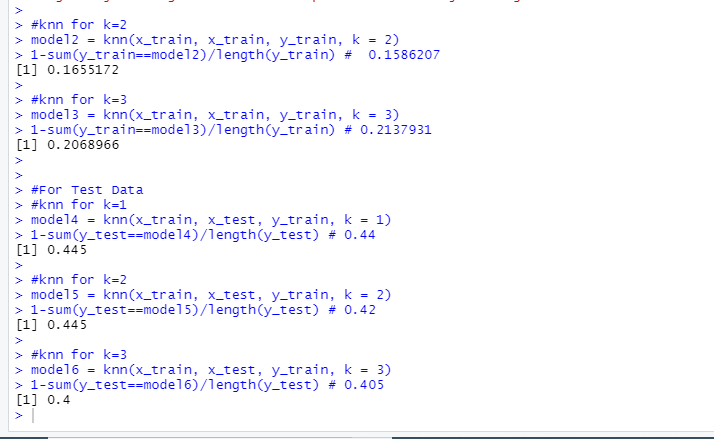 >
> #knn for k=2
> model2 = knn(x_train, x_train, y_train, k = 2)
> 1-sum(y_train==model2)/length(y_train) #  0.1586207
[1] 0.1655172
>
> #knn for k=3
> model3 = knn(x_train, x_train, y_train, k = 3)
> 1-sum(y_train==model3)/length(y_train) # 0.2137931
[1] 0.2068966
>
>
> #For Test Data
> #knn for k=1
> model4 = knn(x_train, x_test, y_train, k = 1)
> 1-sum(y_test==model4)/length(y_test) # 0.44
[1] 0.445
>
> #knn for k=2
> model5 = knn(x_train, x_test, y_train, k = 2)
> 1-sum(y_test==model5)/length(y_test) # 0.42
[1] 0.445
>
> #knn for k=3
> model6 = knn(x_train, x_test, y_train, k = 3)
> 1-sum(y_test==model6)/length(y_test) # 0.405
[1] 0.4
>